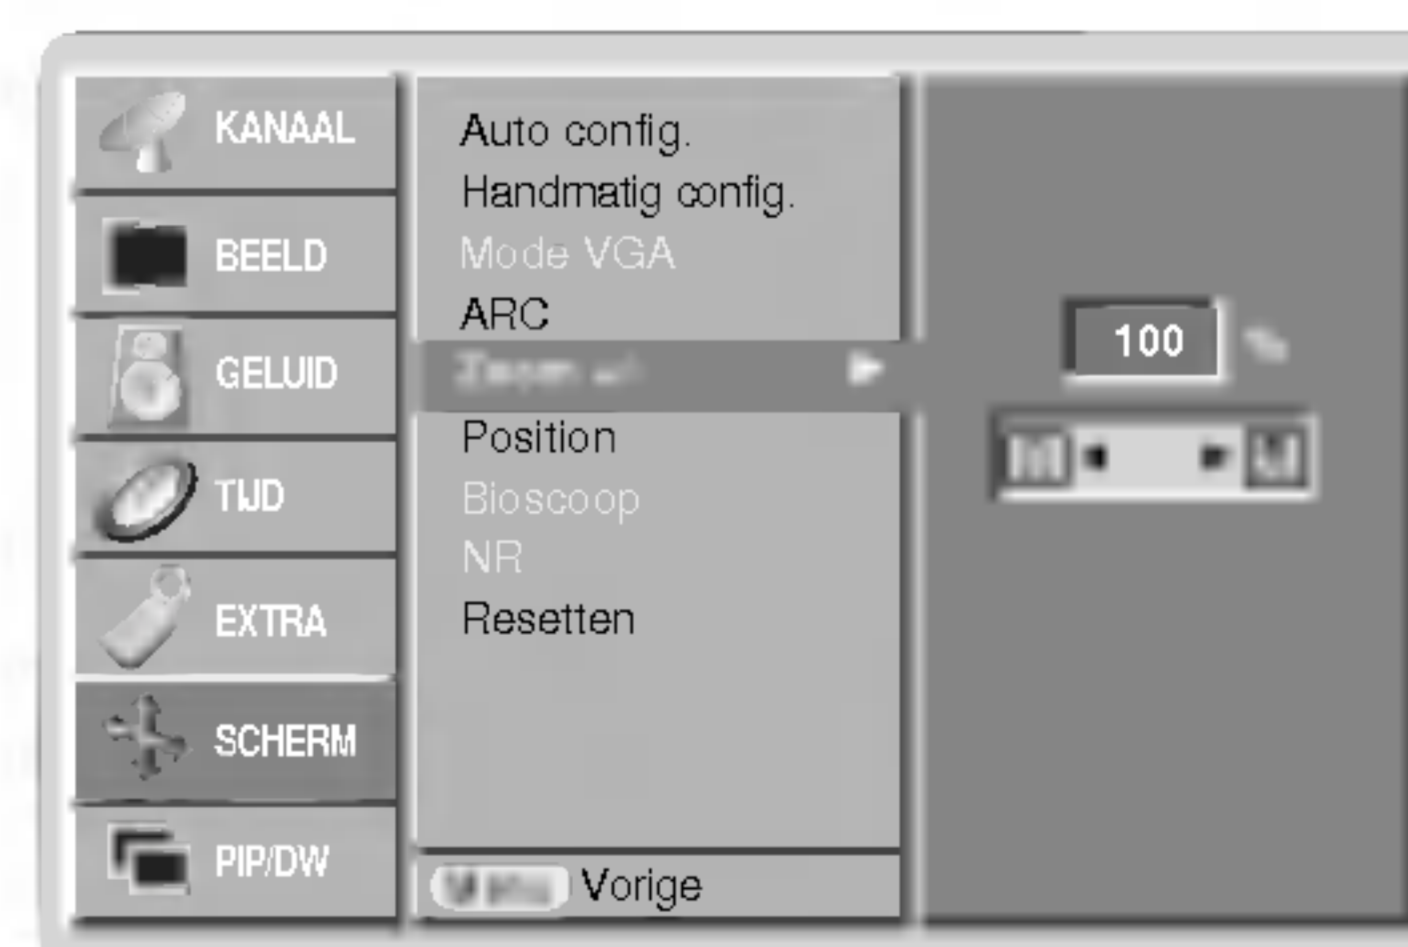 KANAAL
BEELD
GELUID
TIJD
EXTRA
SCHERM
PIP/DW
Auto config.
Handmatig config.
Mode VGA
ARC
Zoom +/-
Position
Bioscoop
NR
Resetten
Vorige
100